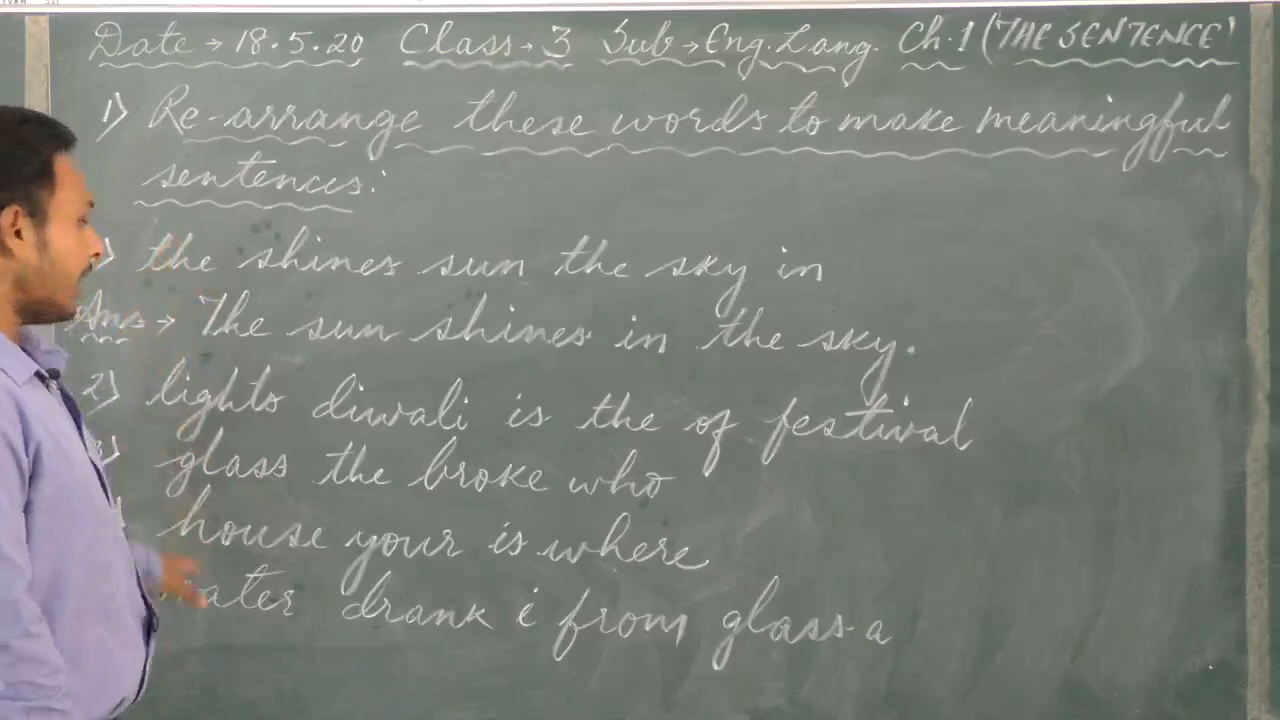 Date → 18.5.20 Class → 3 Sub → Eng. Lang. Ch.1 (THE SENTENCE)
1) Re-arrange these words to make meaningful
sentences:
the shines sun the sky in
Ans → The sun shines in the sky.
2) lights diwali is the of festival
glass the broke who
house your is where
drank i from glass a